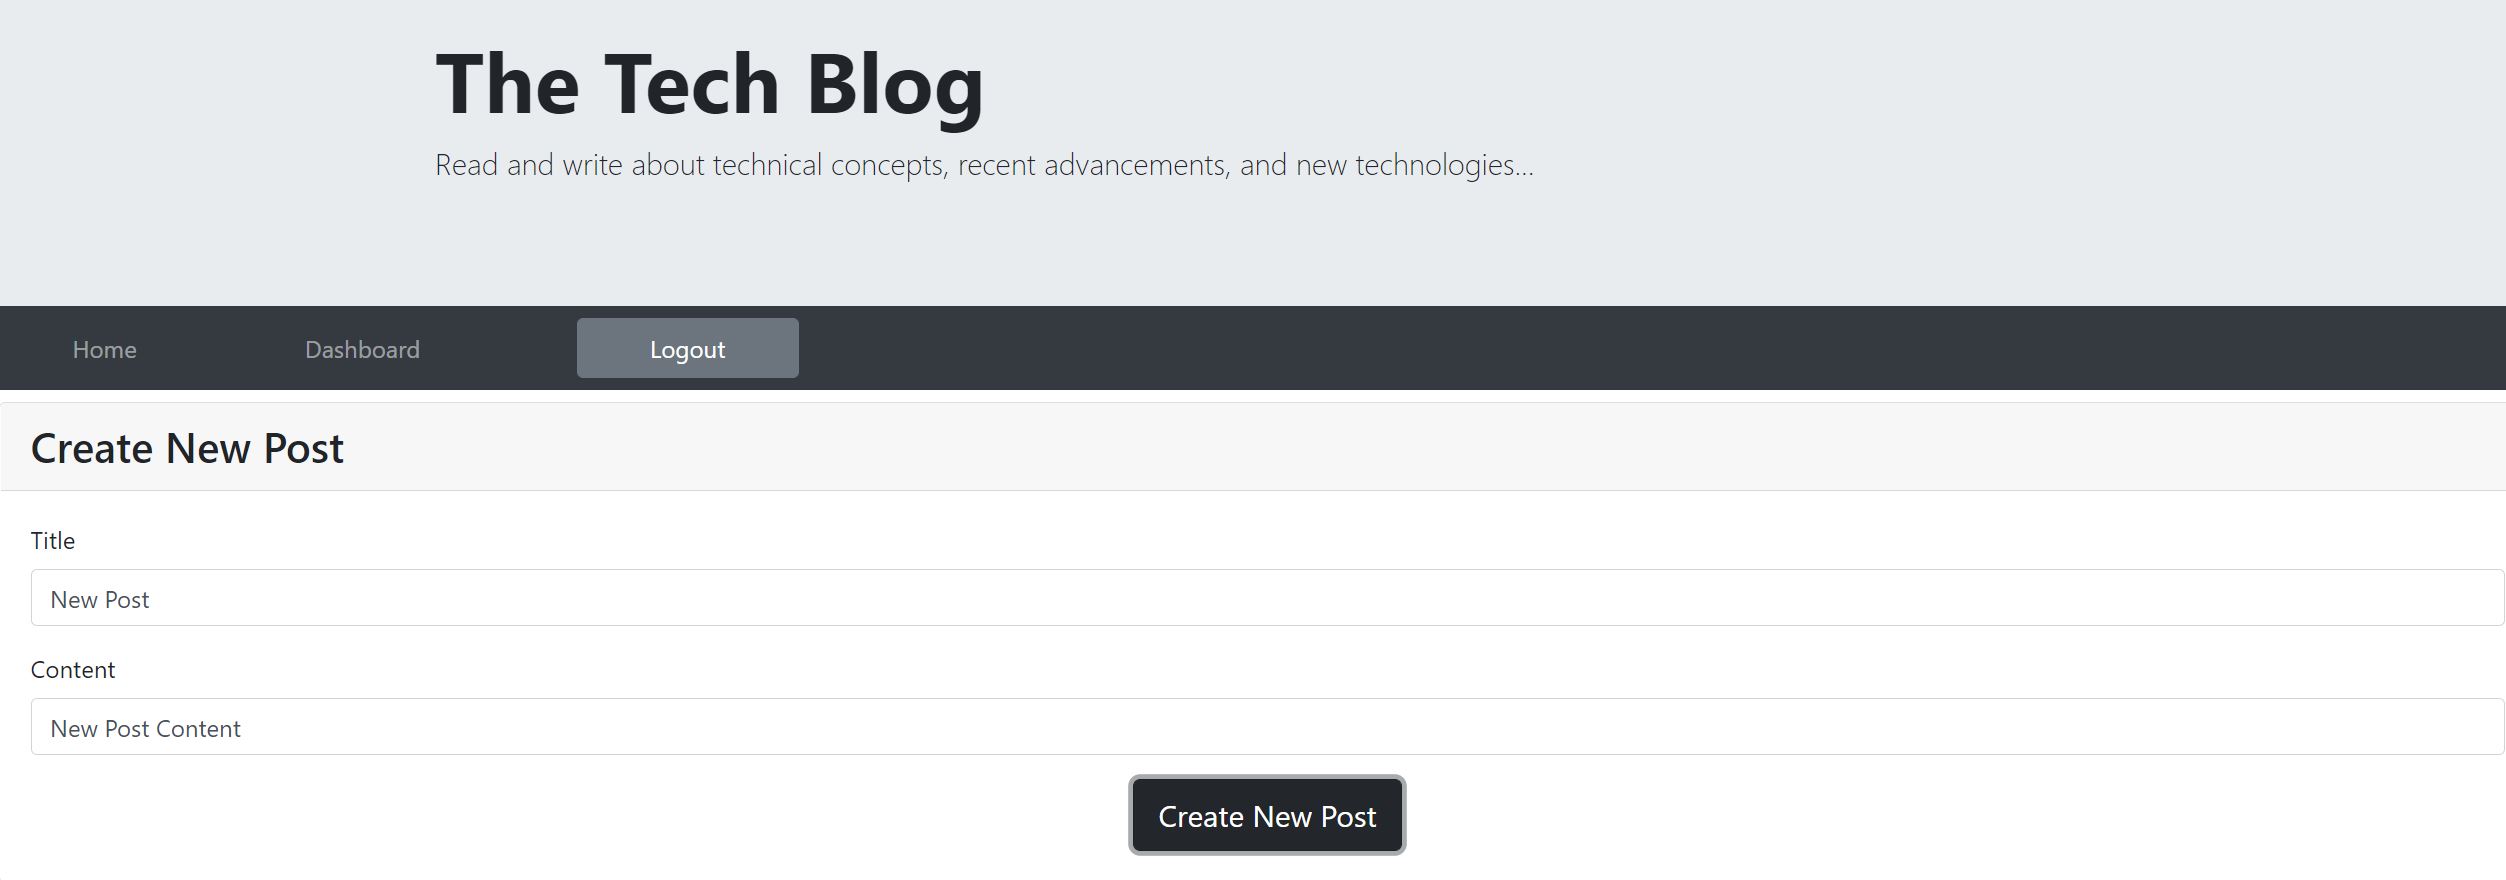 The Tech Blog
Read and write about technical concepts, recent advancements, and new technologies...
Home Dashboard Logout
Create New Post
Title
New Post
Content
New Post Content
Create New Post